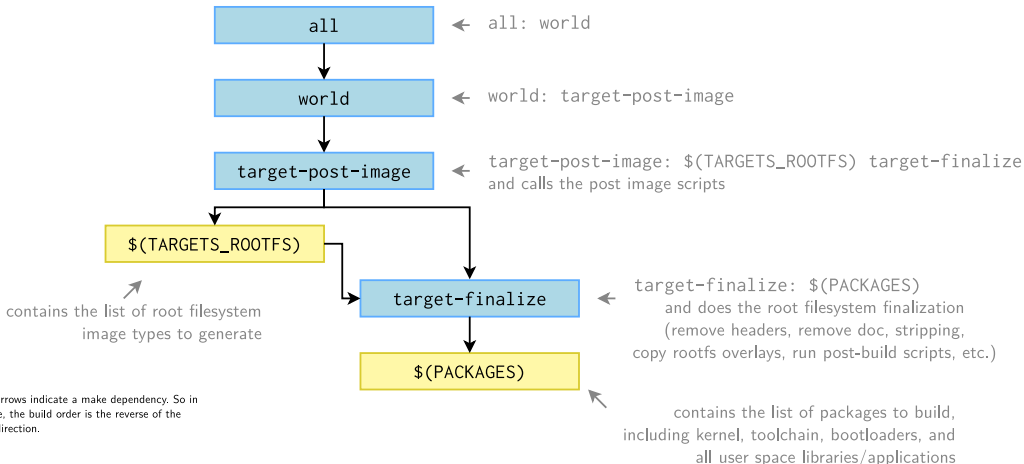 all
all: world
world
world: target-post-image
target-post-image
target-post-image: $(TARGETS_ROOTFS) target-finalize
and calls the post image scripts
$(TARGETS_ROOTFS)
contains the list of root filesystem
image types to generate
target-finalize
target-finalize: $(PACKAGES)
and does the root filesystem finalization
(remove headers, remove doc, stripping,
copy rootfs overlays, run post-build scripts, etc.)
$(PACKAGES)
contains the list of packages to build,
including kernel, toolchain, bootloaders, and
all user space libraries/applications
indicate a make dependency. So in
the build order is the reverse of the
direction.